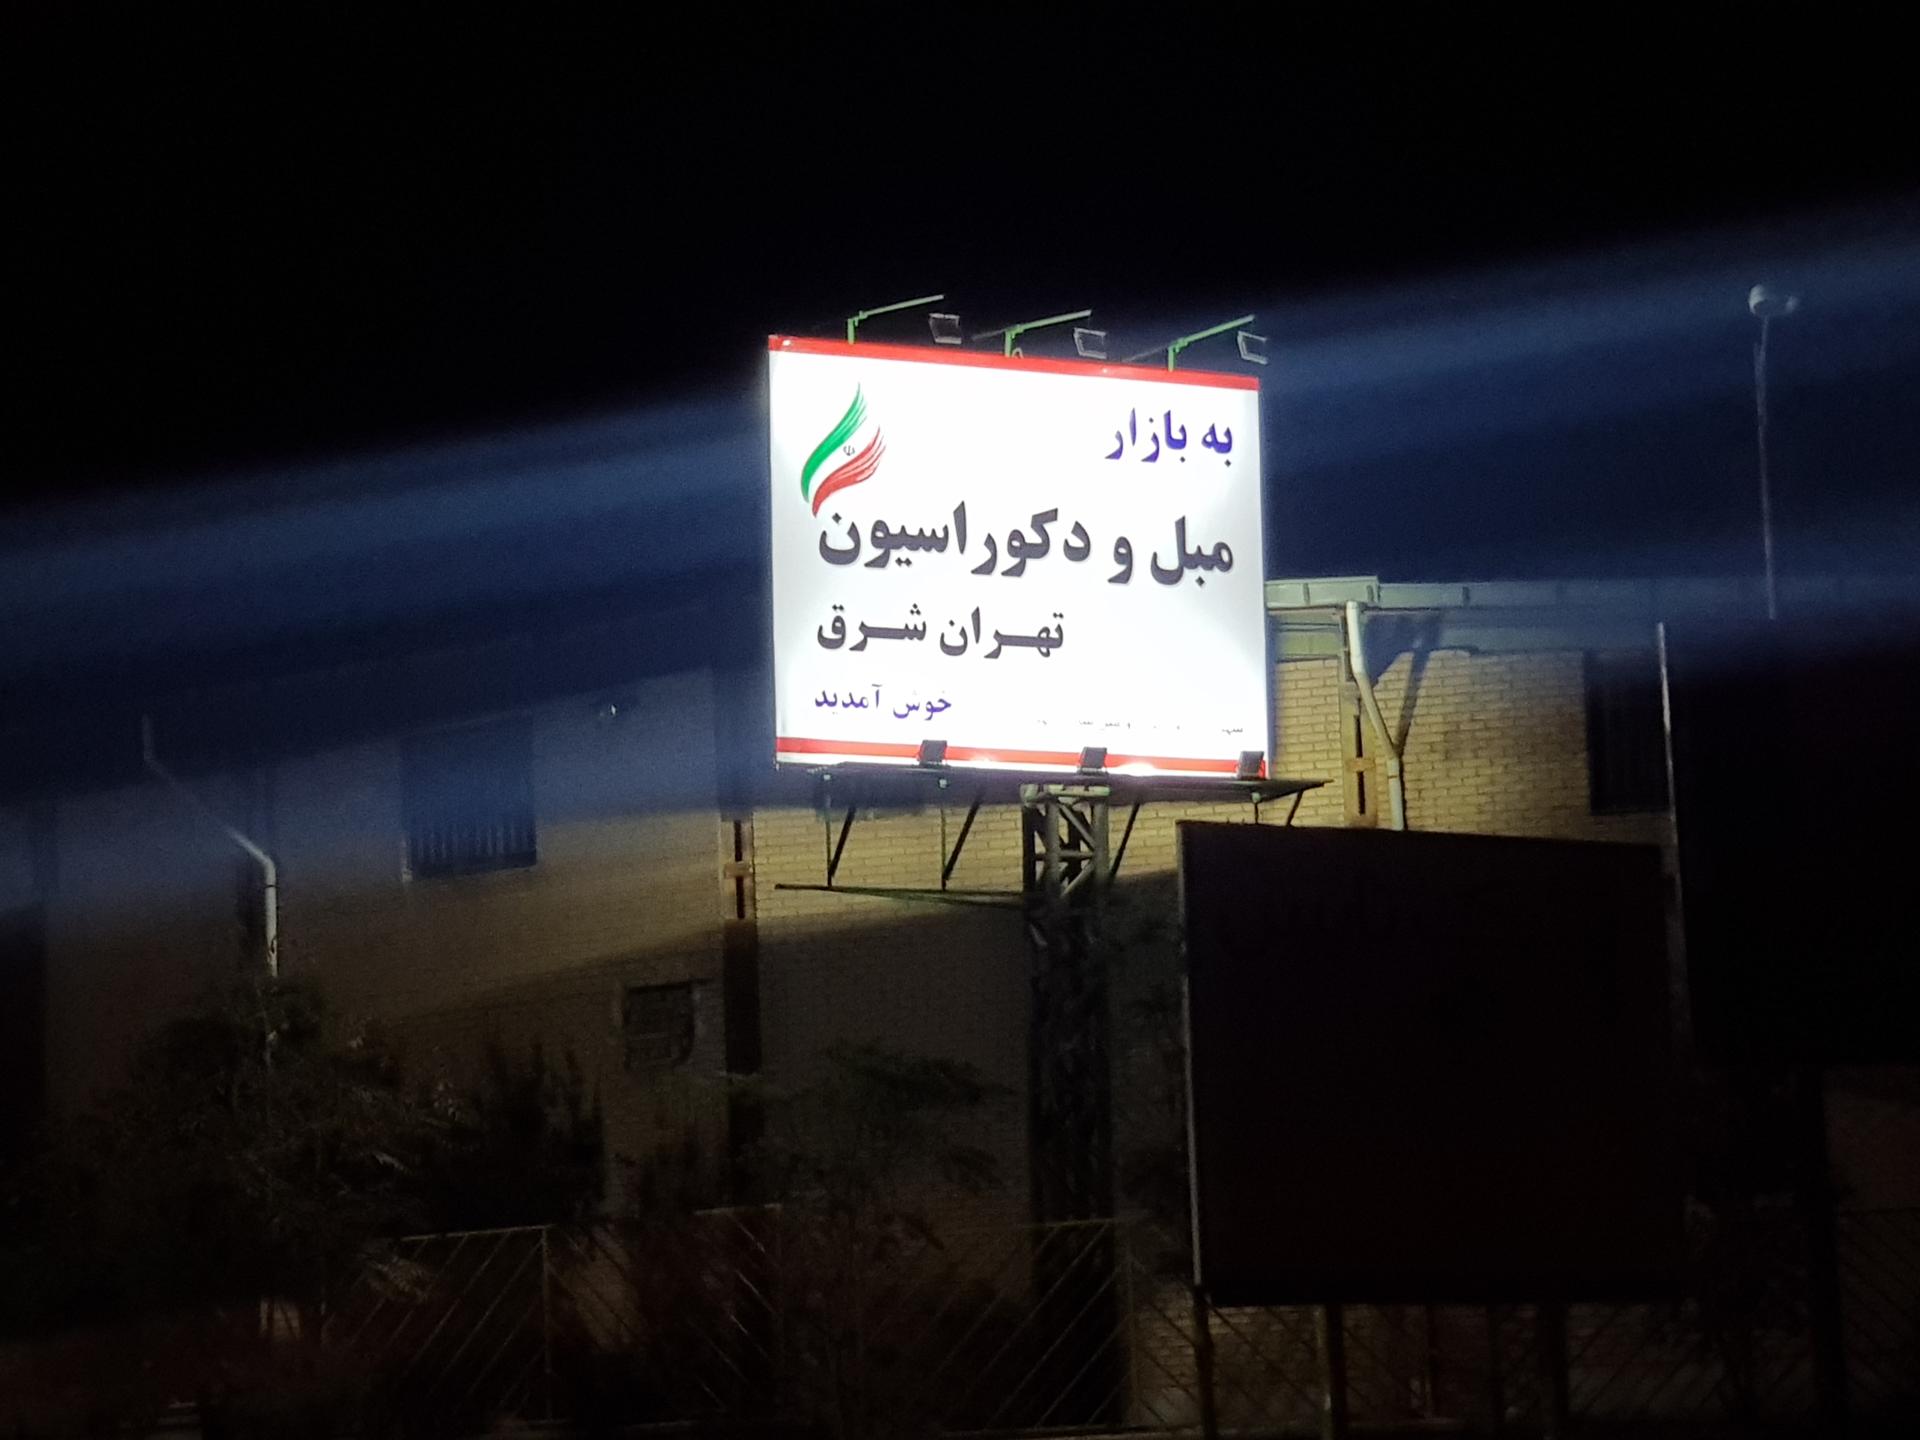 به بازار
مبل و دکوراسیون
تهران شرق
خوش آمدید